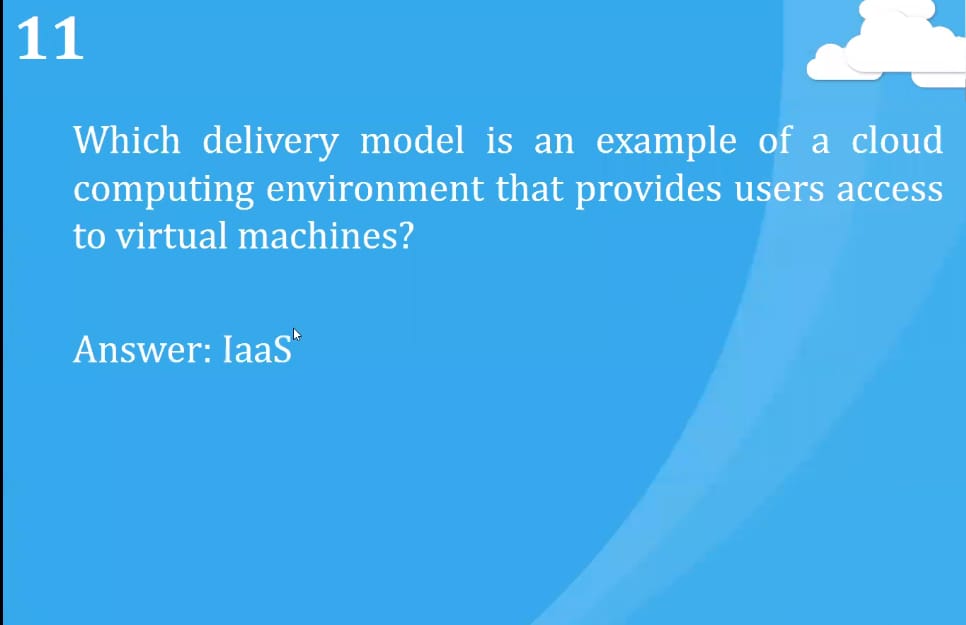 11
Which delivery model is an example of a cloud
computing environment that provides users access
to virtual machines?
Answer: IaaS